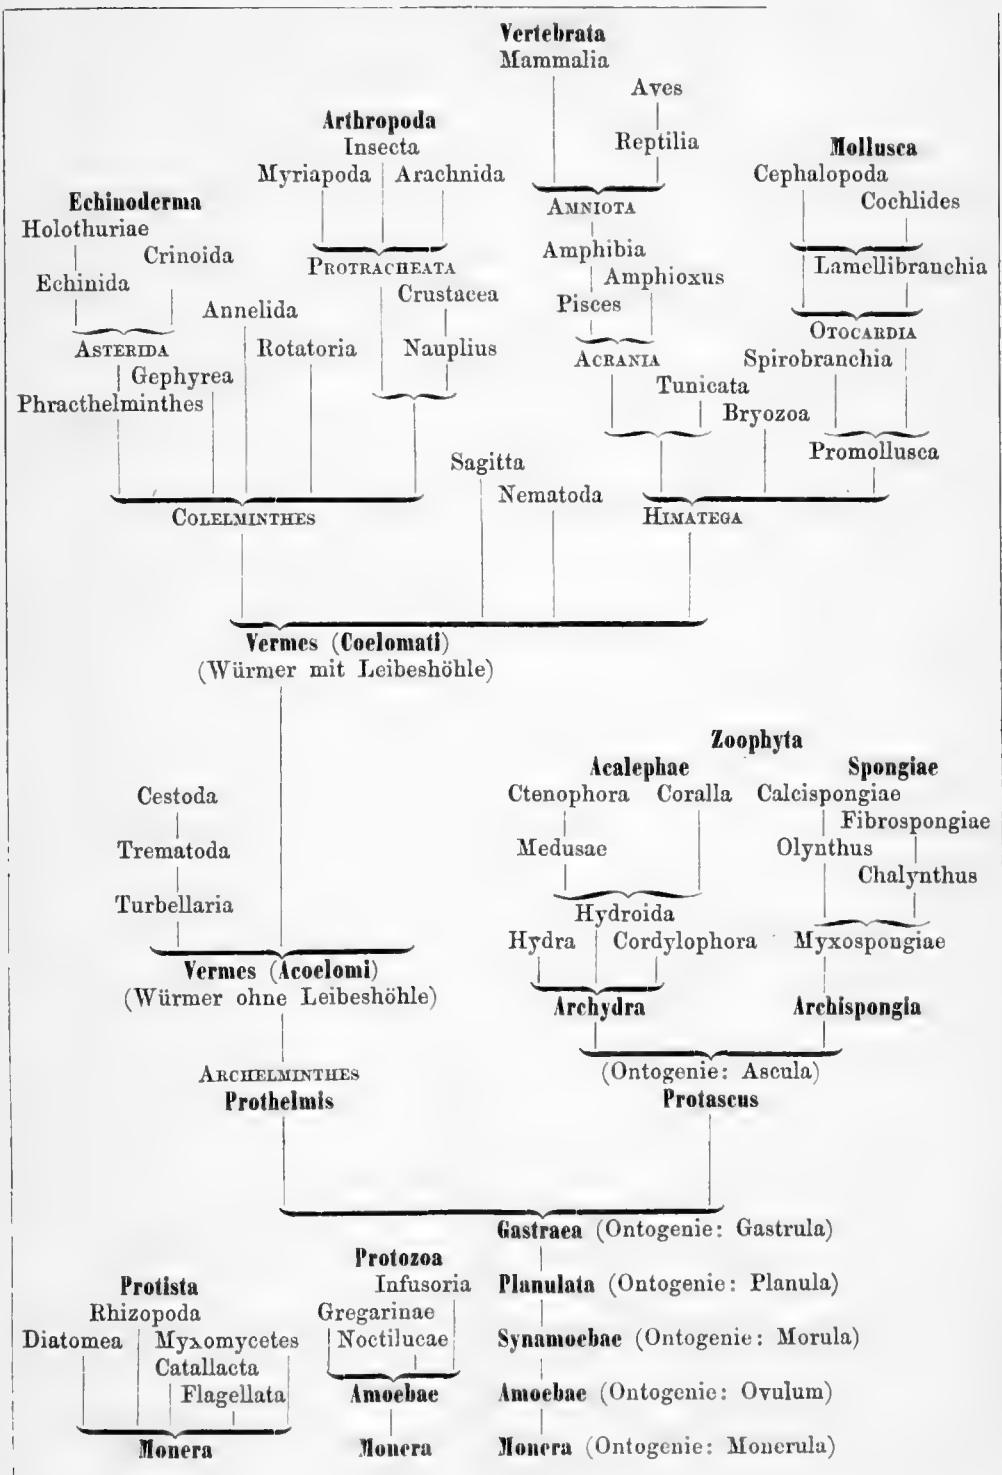 Vertebrata
Mammalia
Aves
Arthropoda
Insecta
Reptilia
Mollusca
Myriapoda Arachnida
Cephalopoda
Echinoderma
Amniota
Cochlides
Holothuriae
Crinoida
Protracheata
Amphibia
Lamellibranchia
Echinida
Crustacea
Amphioxus
Annelida
Pisces
Otocardia
Asterida
Rotatoria
Nauplius
Acrania
Spirobranchia
Gephyrea
Tunicata
Phracthelminthes
Bryozoa
Promollusca
Sagitta
Nematoda
Colelminthes
Himatega
Vermes (Coelomati)
(Würmer mit Leibeshöhle)
Zoophyta
Acalephae
Spongiae
Cestoda
Ctenophora Coralla Calcispongiae
Fibrospongiae
Trematoda
Medusae
Olynthus
Chalynthus
Turbellaria
Hydroida
Hydra Cordylophora
Myxospongiae
Vermes (Acoelomi)
(Würmer ohne Leibeshöhle)
Archydra
Archispongia
Archelminthes
(Ontogenie: Ascula)
Prothelmis
Protascus
Gastraea (Ontogenie: Gastrula)
Protozoa
Protista
Infusoria
Planulata (Ontogenie: Planula)
Rhizopoda
Gregarinae
Diatomea Myxomycetes
Noctilucae
Synamoebae (Ontogenie: Morula)
Catallacta
Flagellata
Amoebae
Amoebae (Ontogenie: Ovulum)
Monera
Monera
Monera (Ontogenie: Monerula)